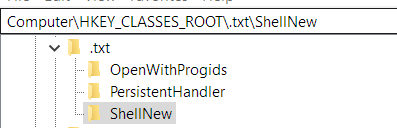 Computer\HKEY_CLASSES_ROOT\.txt\ShellNew
.txt
OpenWithProgids
PersistentHandler
ShellNew